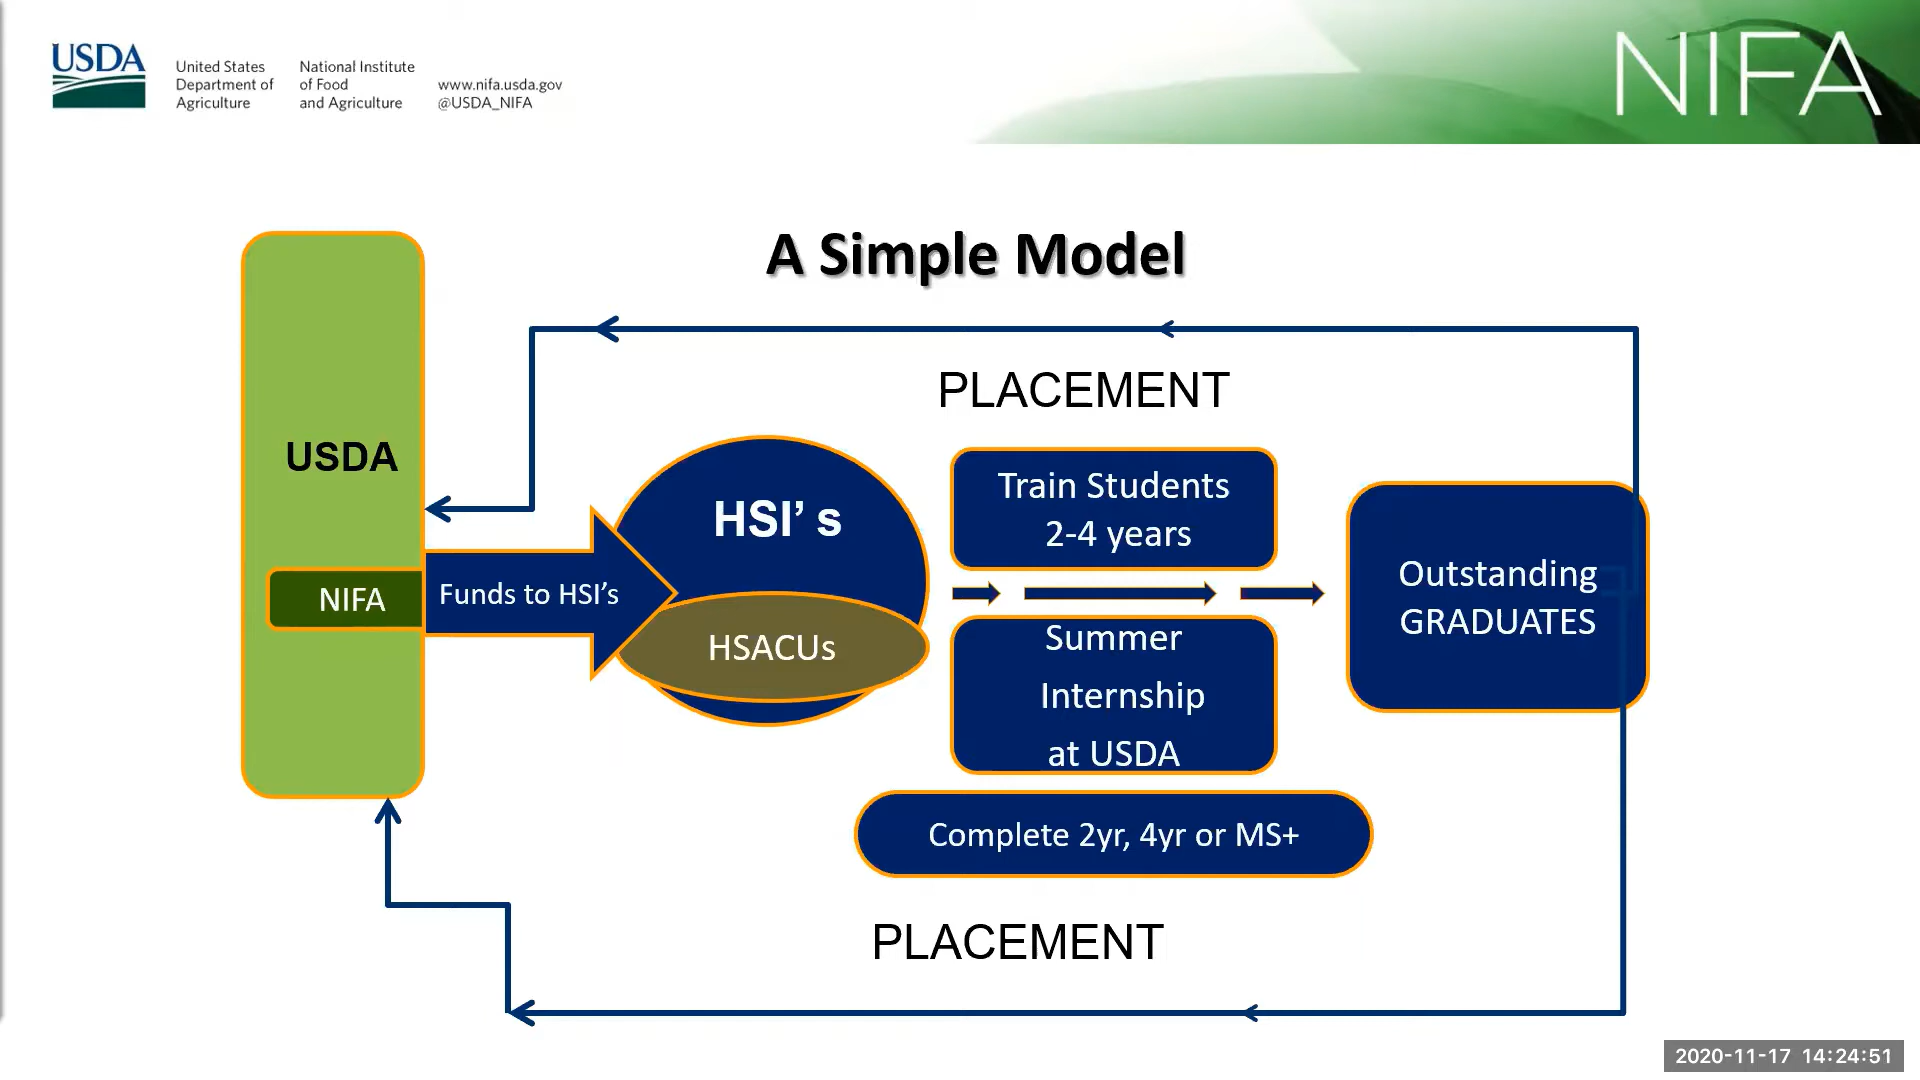 USDA
United States
Department of
Agriculture
National Institute
of Food
and Agriculture
www.nifa.usda.gov
@USDA_NIFA
NIFA
A Simple Model
PLACEMENT
USDA
NIFA
Funds to HSI’s
HSI’ s
HSACUs
Train Students
2-4 years
Summer
Internship
at USDA
Complete 2yr, 4yr or MS+
Outstanding
GRADUATES
PLACEMENT
2020-11-17 14:24:51